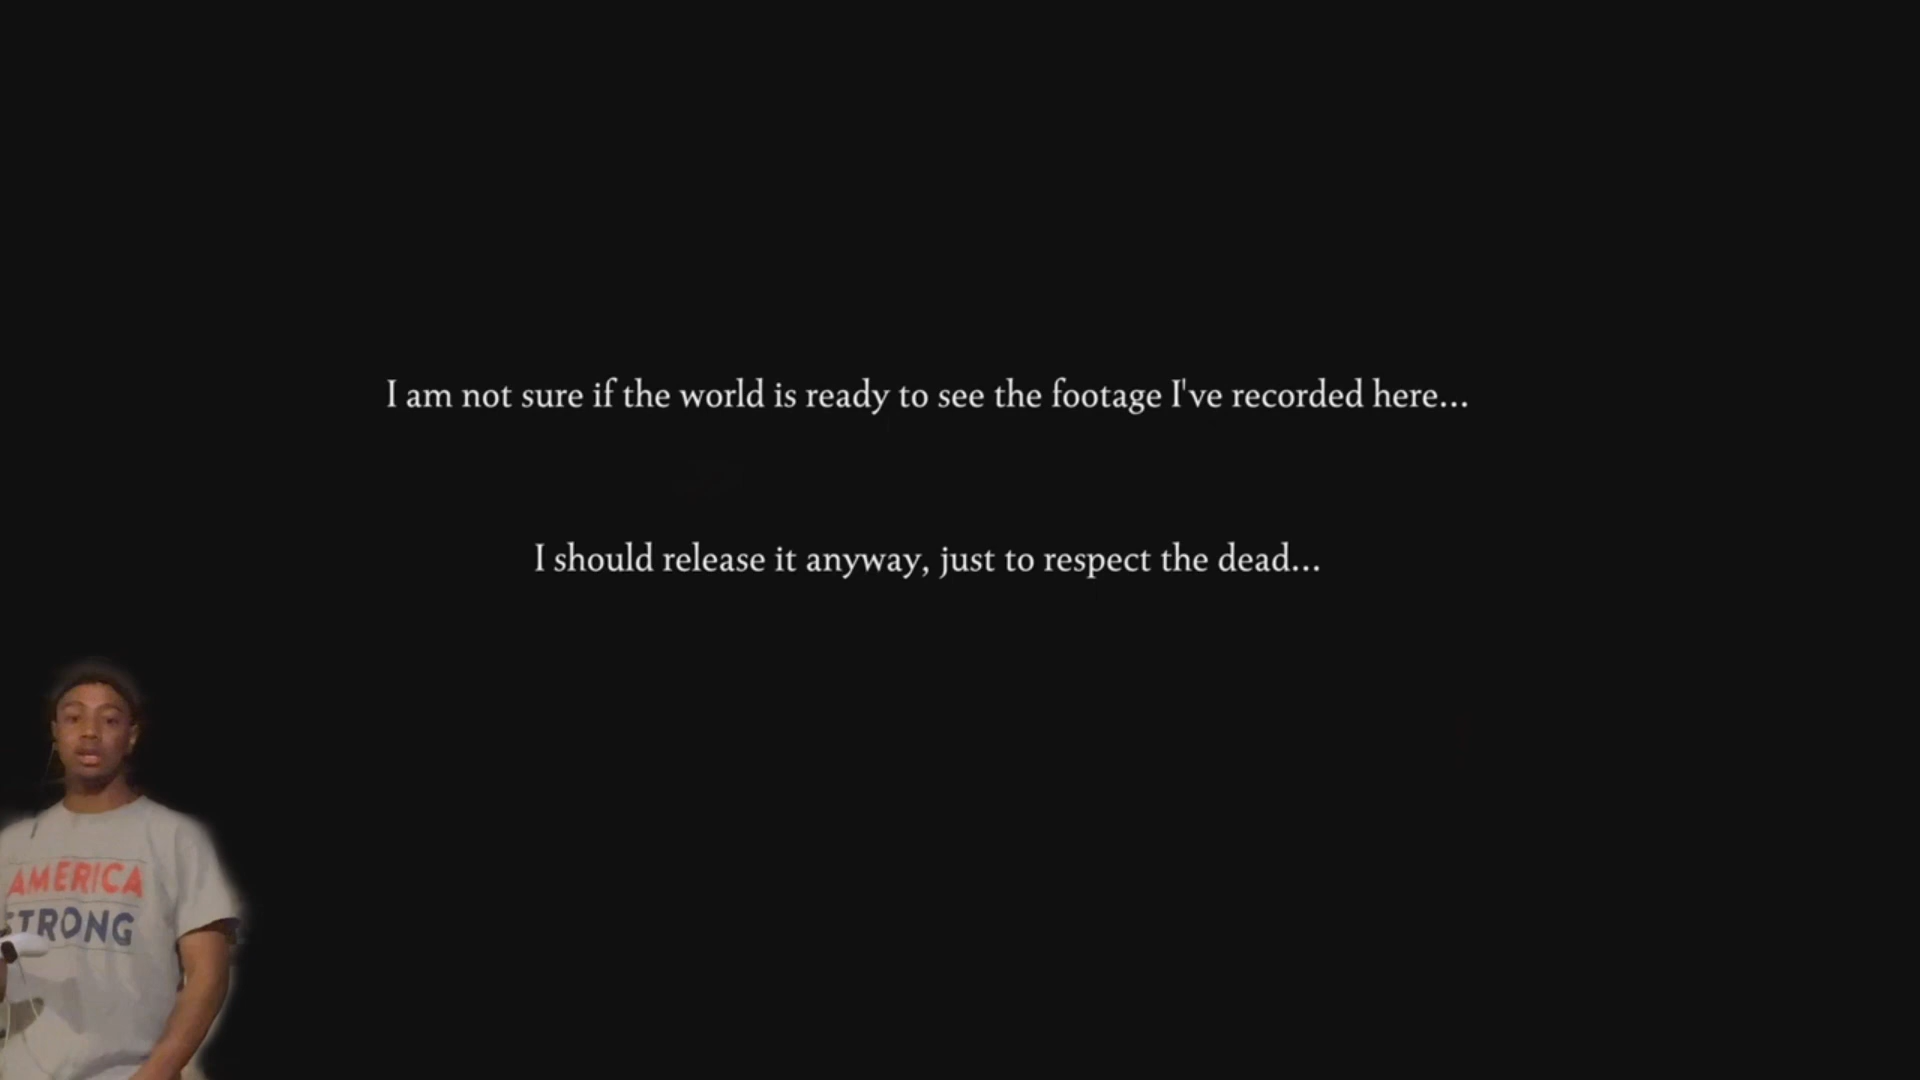 I am not sure if the world is ready to see the footage I've recorded here...
I should release it anyway, just to respect the dead...
AMERICA
STRONG